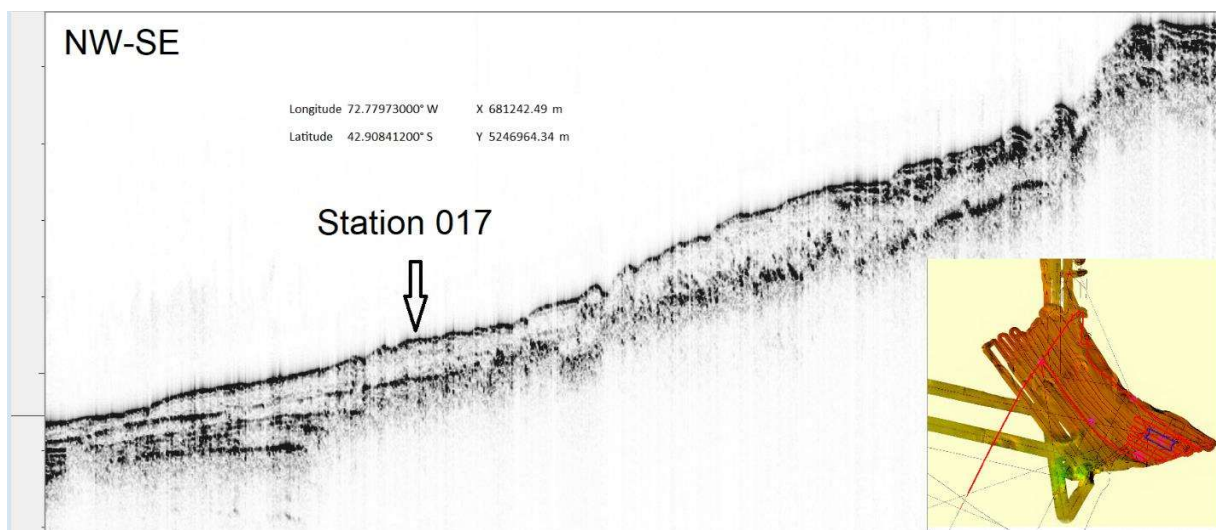 NW-SE
Longitude 72.77973000° W X 681242.49 m
Latitude 42.90841200° S Y 5246964.34 m
Station 017